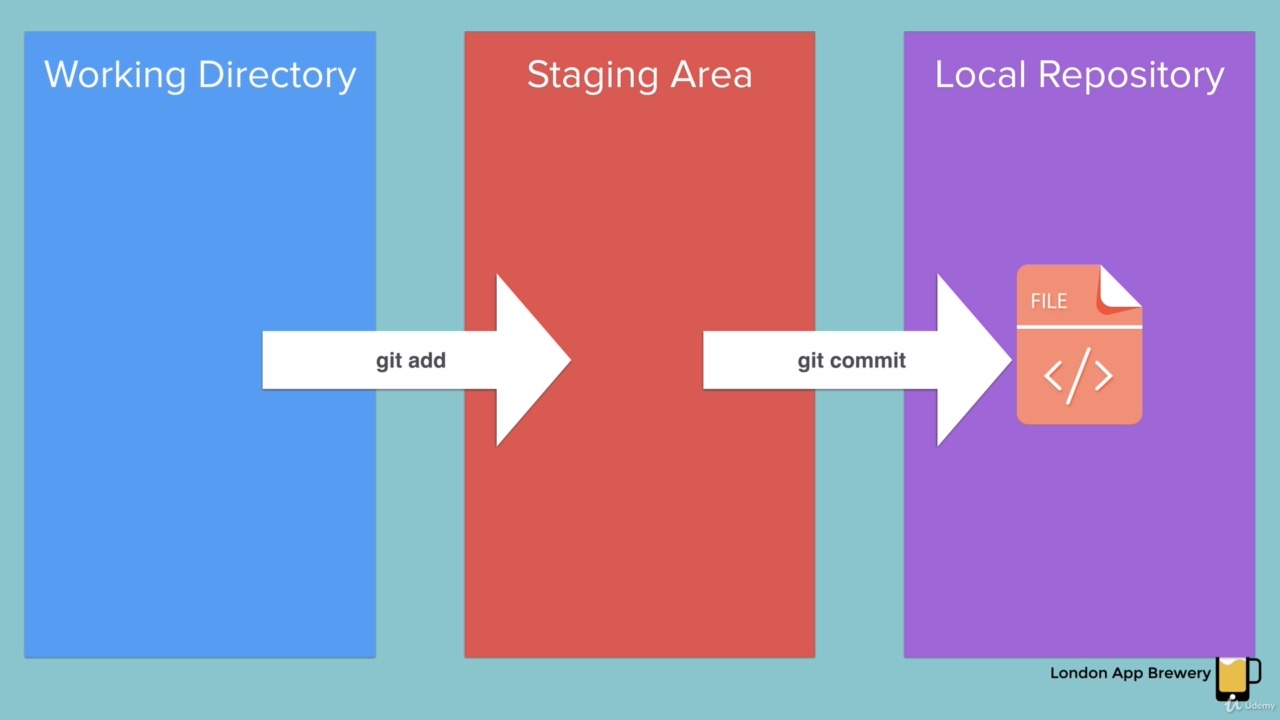 Working Directory
Staging Area
Local Repository
git add
git commit
FILE
</>
London App Brewery
Udemy